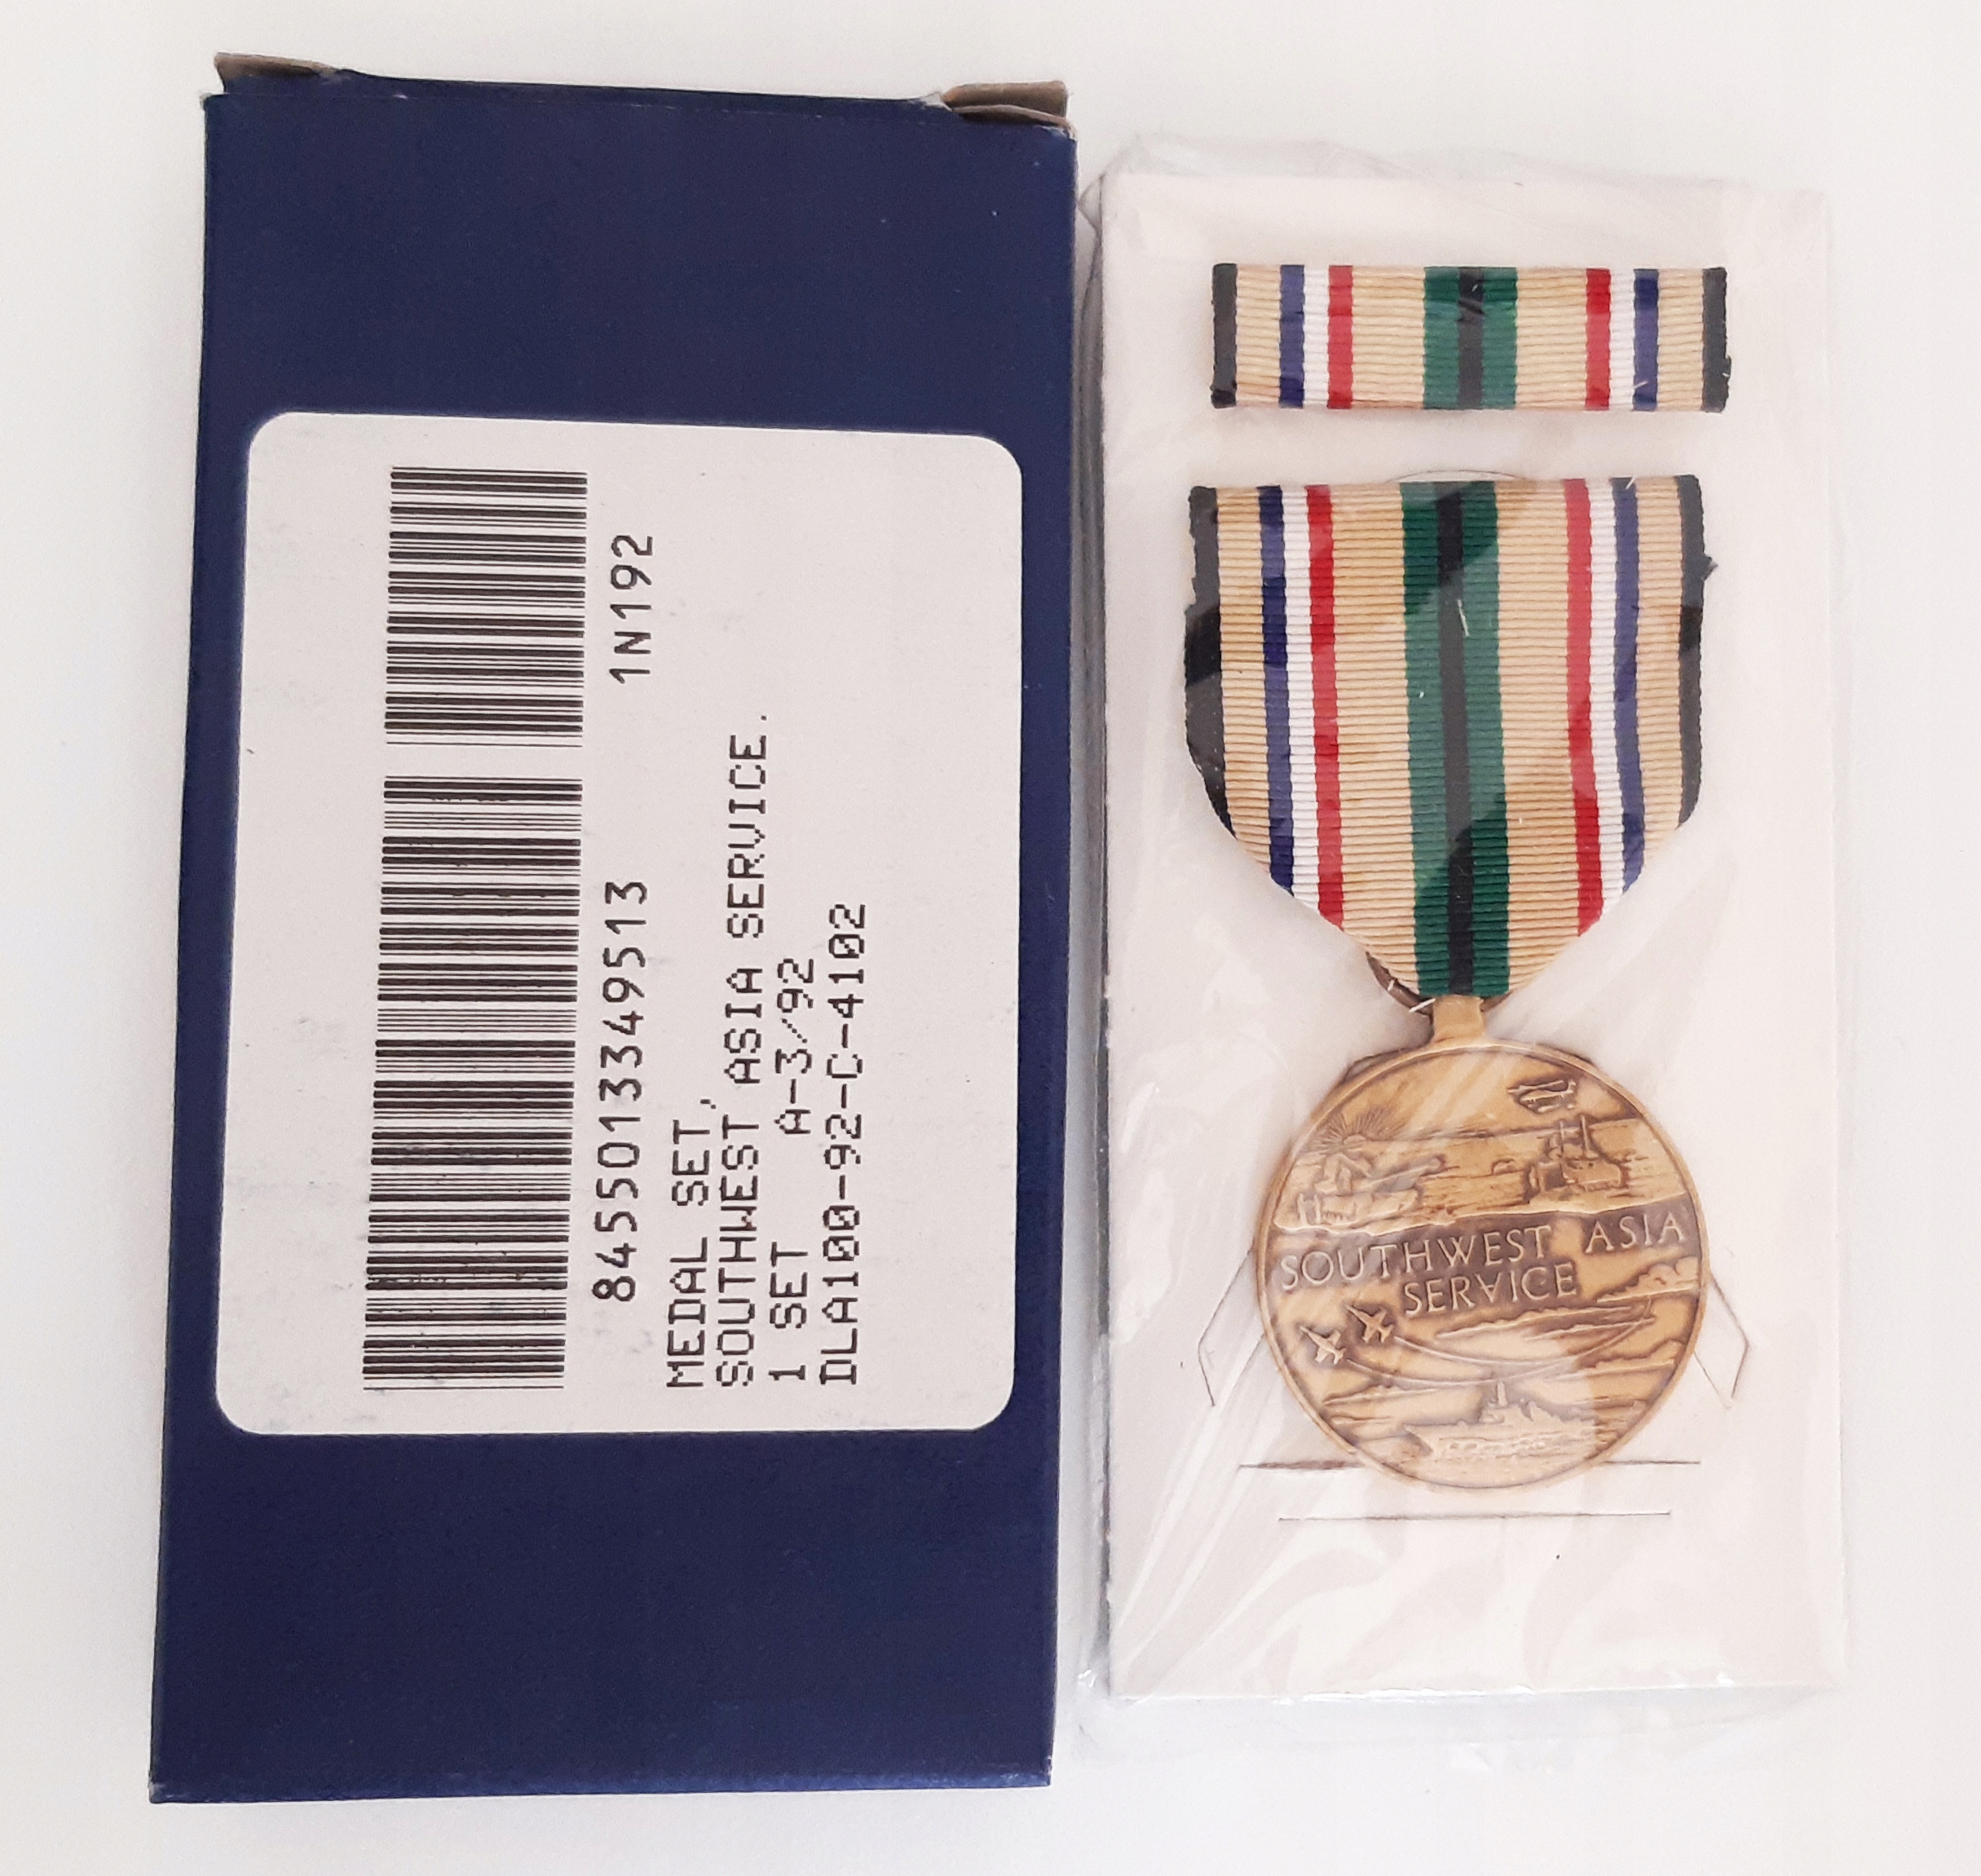 8455013349513 1N192
MEDAL SET,
SOUTHWEST ASIA SERVICE.
1 SET A-3/92
DLA100-92-C-4102
SOUTHWEST ASIA
SERVICE